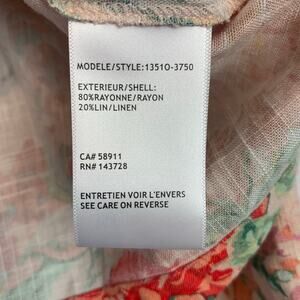 MODELE/STYLE:13510-3750
EXTERIEUR/SHELL:
80%RAYONNE/RAYON
20%LIN/LINEN
CA# 58911
RN# 143728
ENTRETIEN VOIR L'ENVERS
SEE CARE ON REVERSE